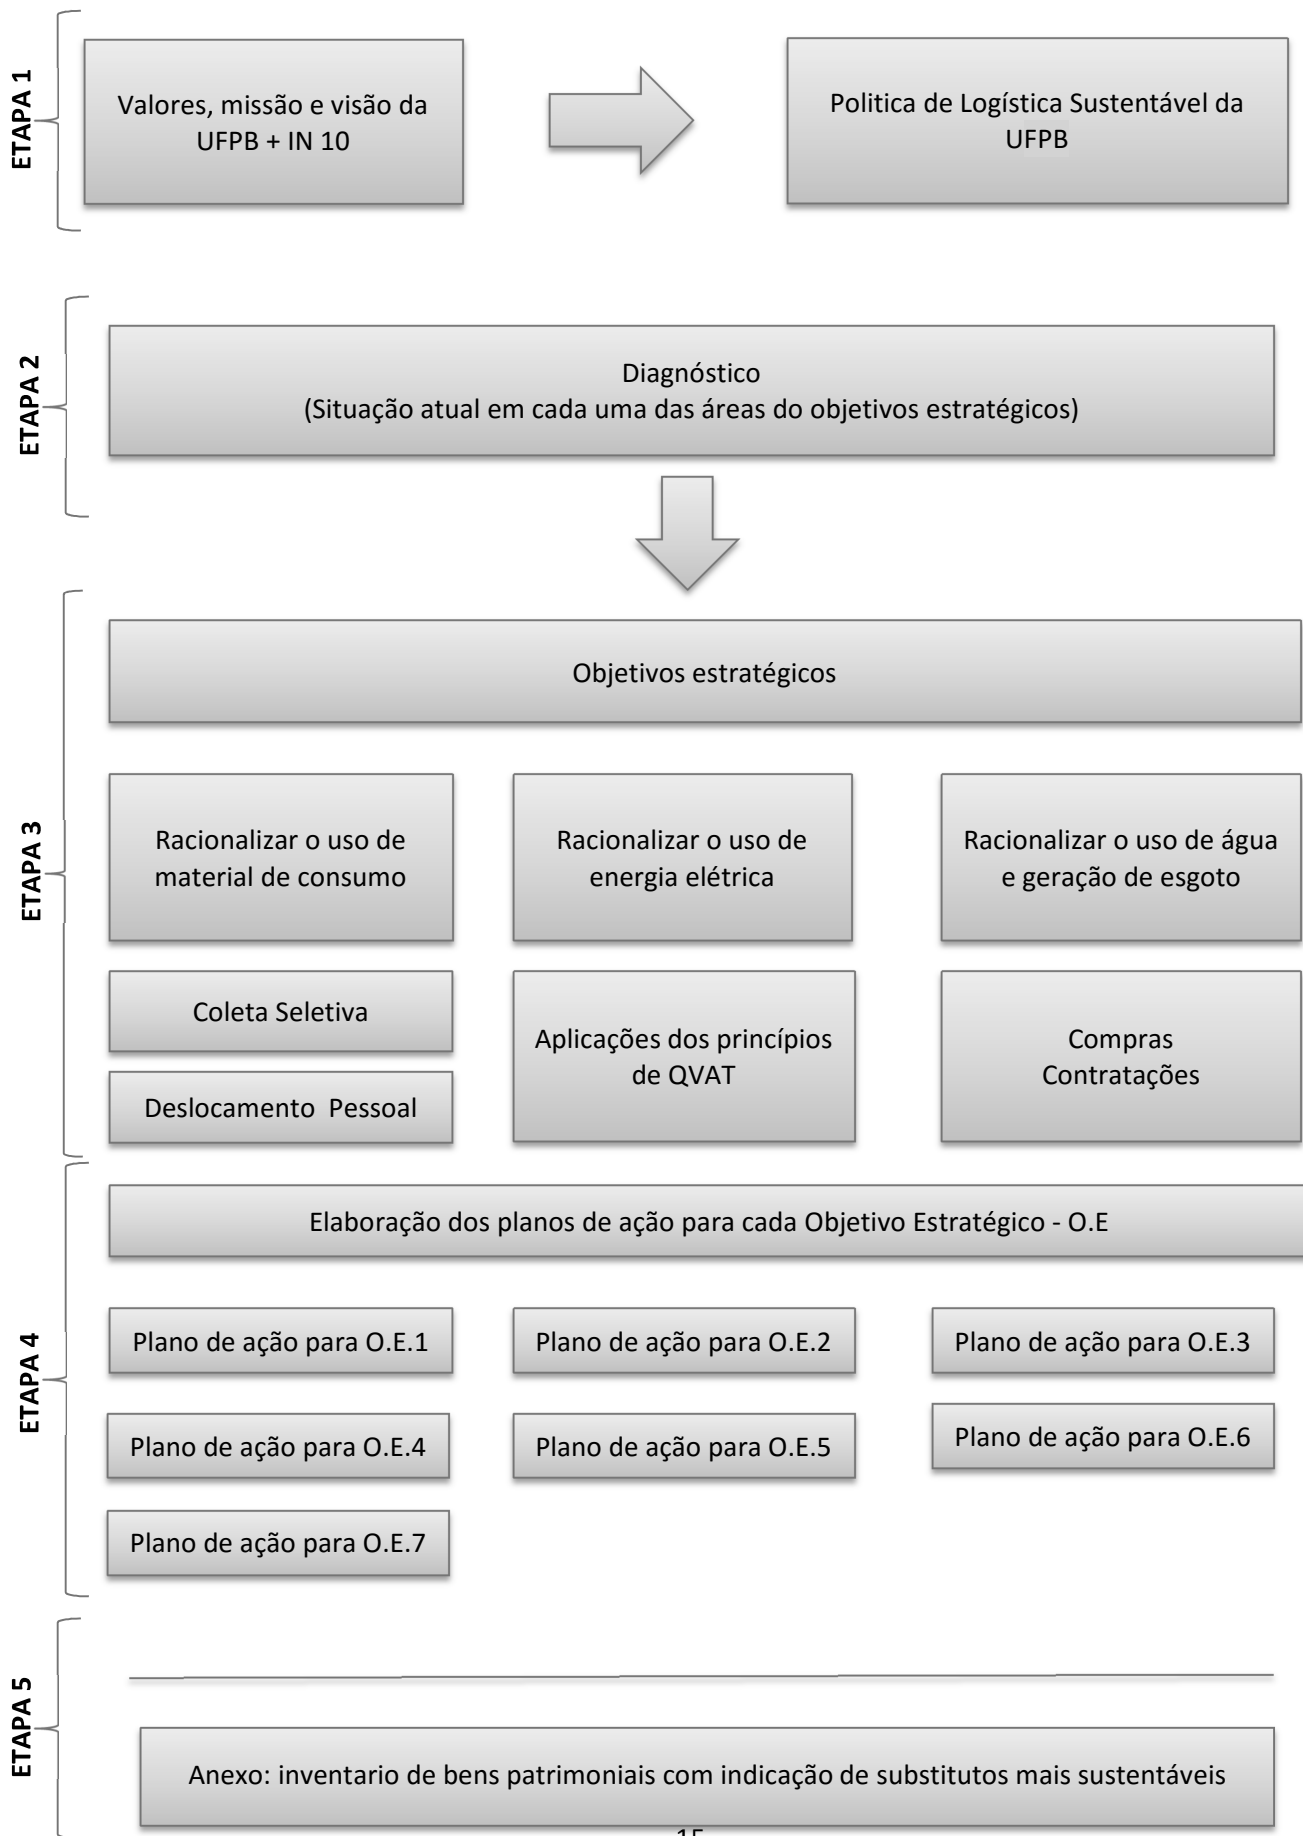 ETAPA 1
Valores, missão e visão da
UFPB + IN 10
Politica de Logística Sustentável da
UFPB
ETAPA 2
Diagnóstico
(Situação atual em cada uma das áreas do objetivos estratégicos)
ETAPA 3
Objetivos estratégicos
Racionalizar o uso de
material de consumo
Racionalizar o uso de
energia elétrica
Racionalizar o uso de água
e geração de esgoto
Coleta Seletiva
Deslocamento Pessoal
Aplicações dos princípios
de QVAT
Compras
Contratações
ETAPA 4
Elaboração dos planos de ação para cada Objetivo Estratégico - O.E
Plano de ação para O.E.1
Plano de ação para O.E.2
Plano de ação para O.E.3
Plano de ação para O.E.4
Plano de ação para O.E.5
Plano de ação para O.E.6
Plano de ação para O.E.7
ETAPA 5
Anexo: inventario de bens patrimoniais com indicação de substitutos mais sustentáveis
15